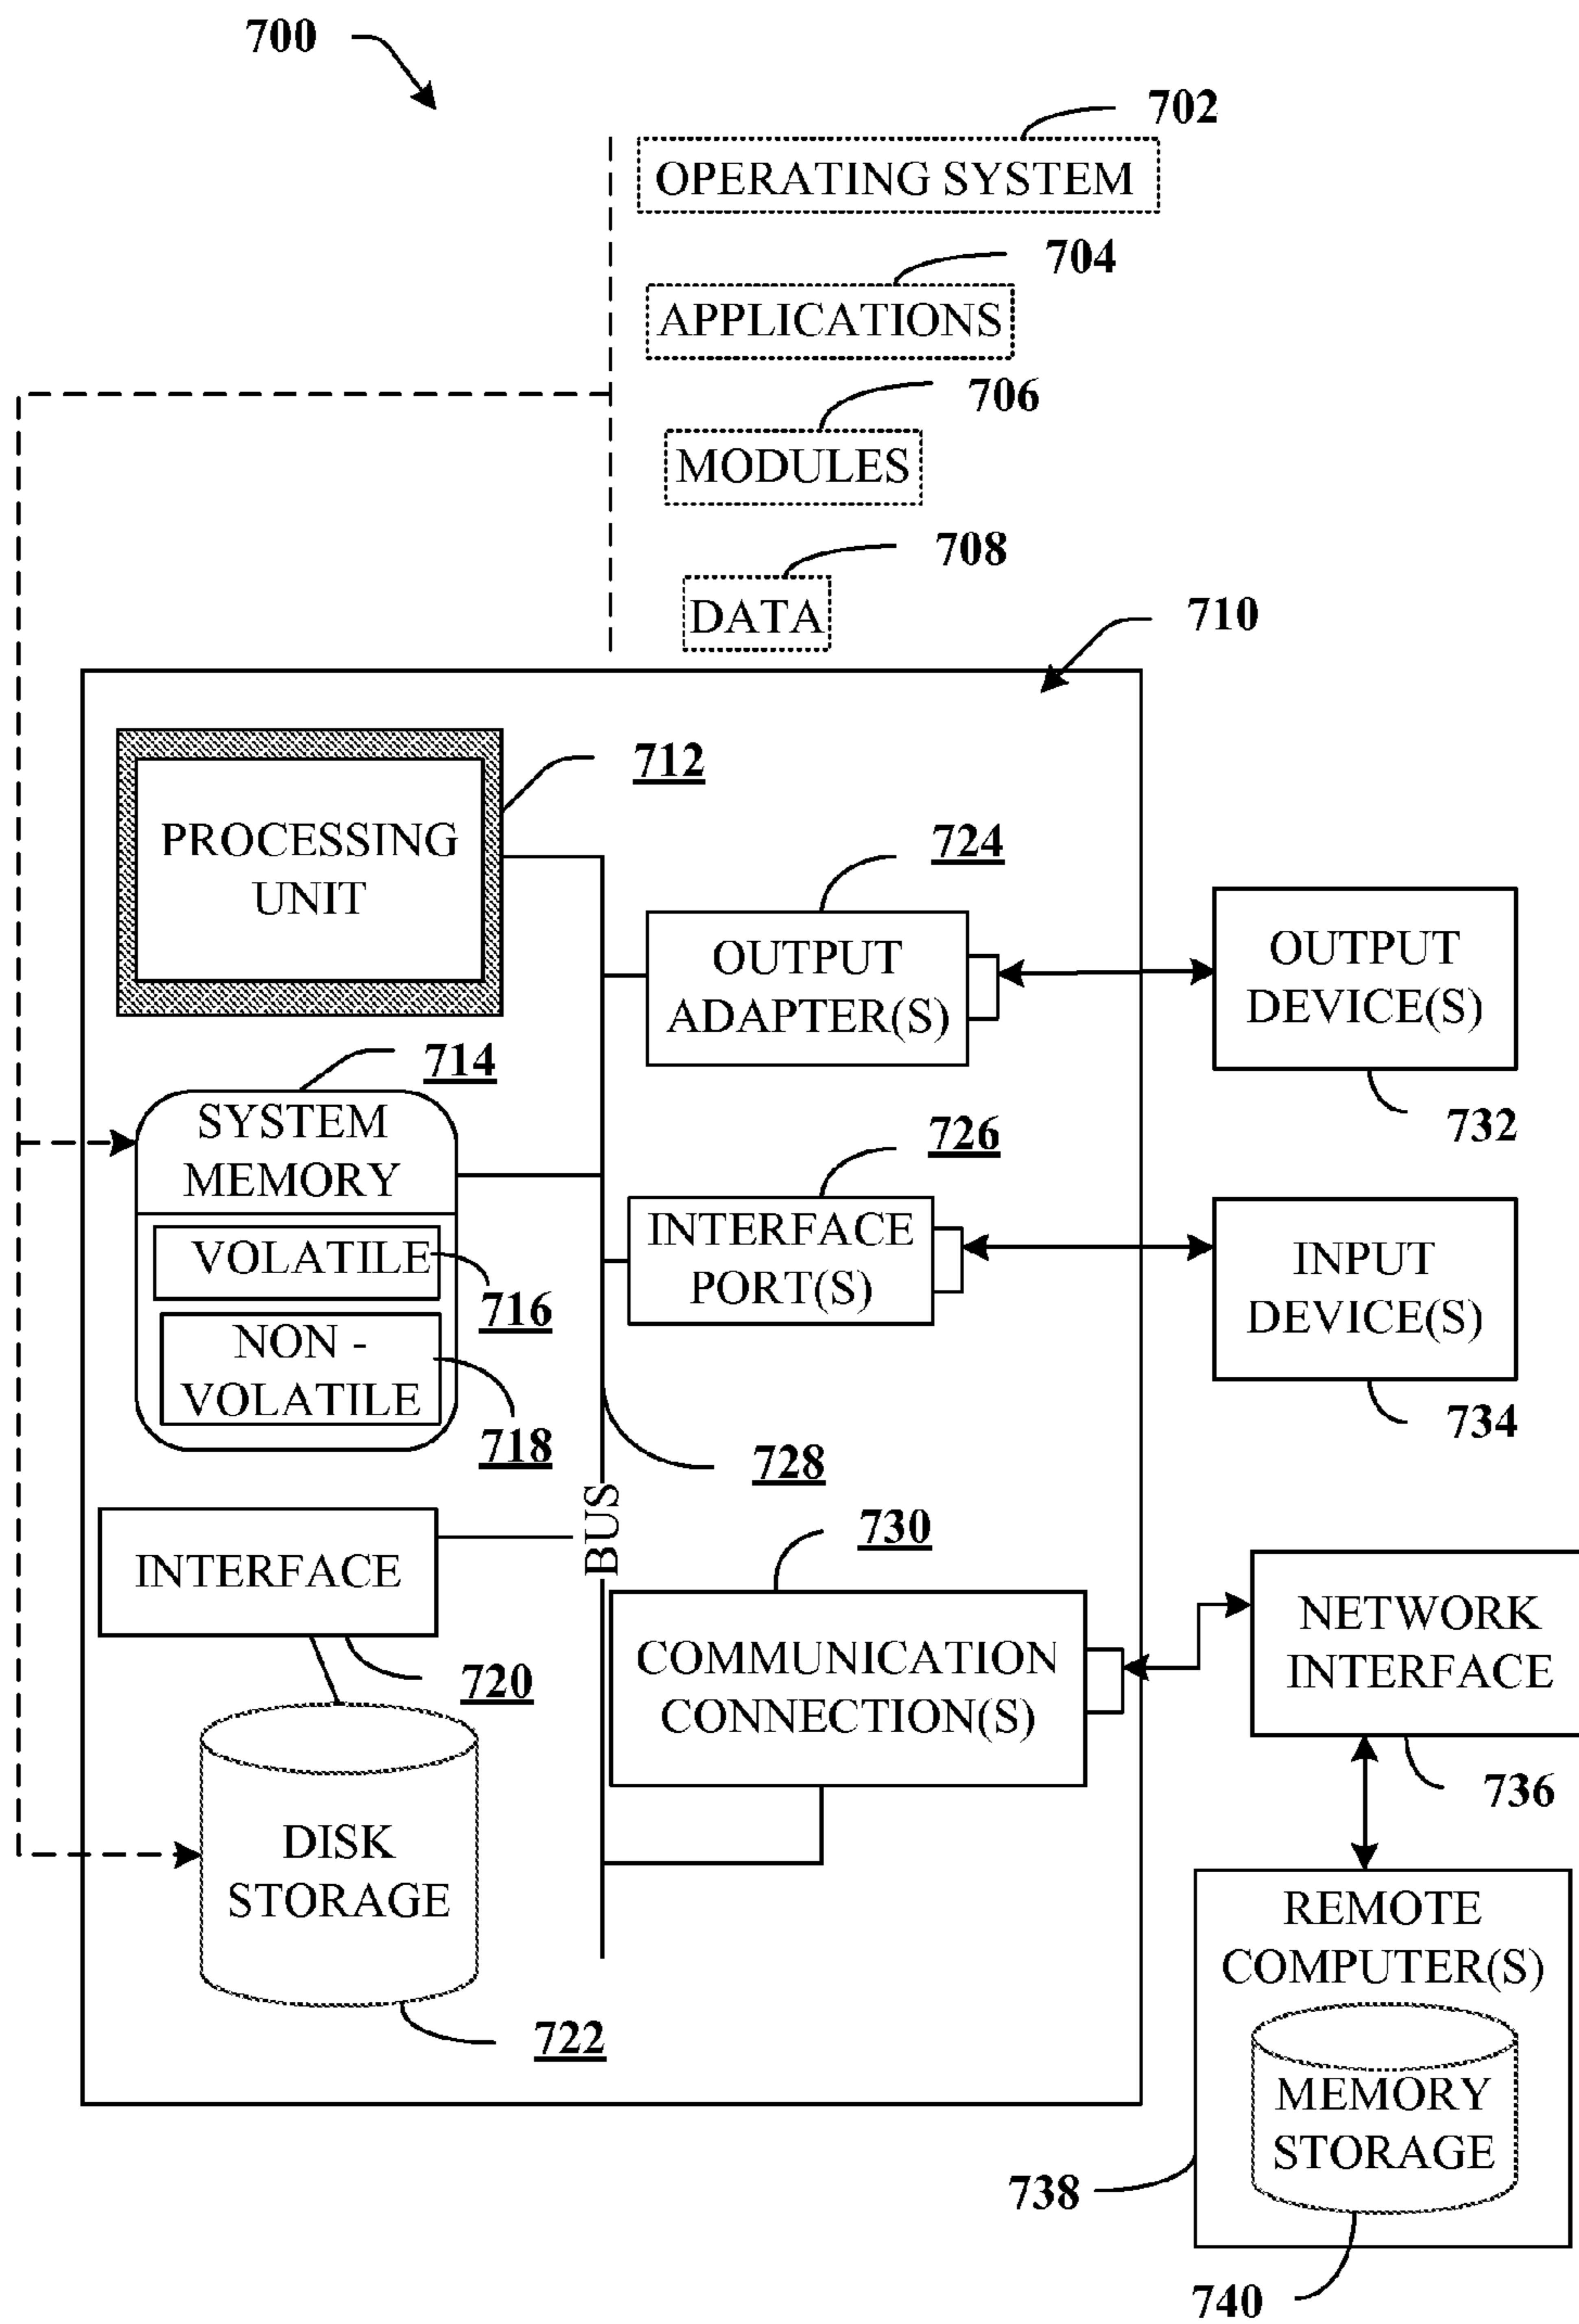 700
702
OPERATING SYSTEM
704
APPLICATIONS
706
MODULES
708
DATA
710
712
PROCESSING
UNIT
724
OUTPUT
ADAPTER(S)
OUTPUT
DEVICE(S)
732
714
SYSTEM
MEMORY
VOLATILE
716
NON -
VOLATILE
718
726
INTERFACE
PORT(S)
INPUT
DEVICE(S)
734
728
BUS
INTERFACE
720
730
COMMUNICATION
CONNECTION(S)
NETWORK
INTERFACE
736
DISK
STORAGE
722
REMOTE
COMPUTER(S)
MEMORY
STORAGE
738
740